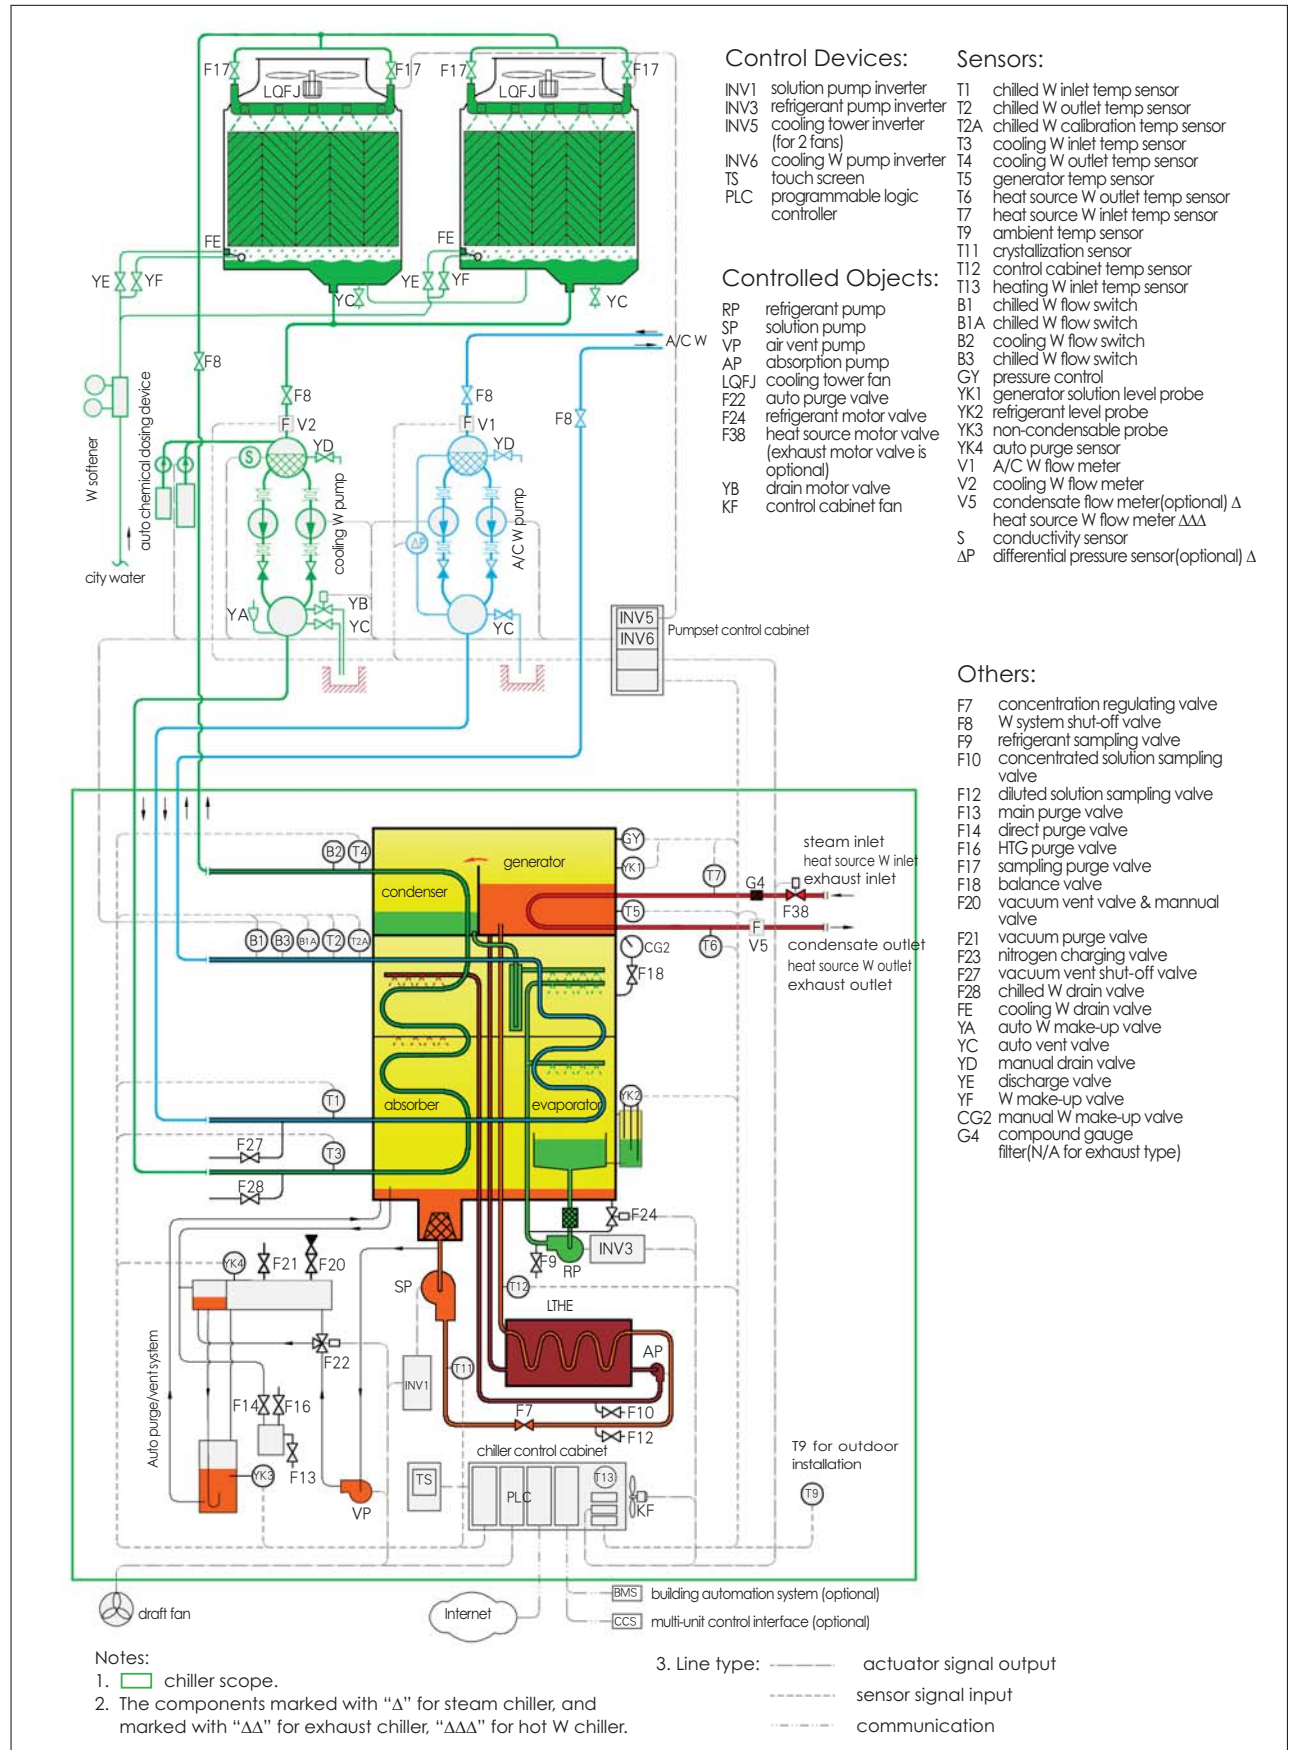 F17
F17
F17
F17
LQFJ
LQFJ
FE
FE
YE
YF
YE
YF
YC
YC
F8
A/C W
F8
F8
F8
F
V2
F
V1
YD
YD
S
W softener
auto chemical dosing device
cooling W pump
A/C W pump
ΔP
city water
YA
YB
YC
YC
INV5
INV6
Pumpset control cabinet
Control Devices:
INV1 solution pump inverter
INV3 refrigerant pump inverter
INV5 cooling tower inverter
(for 2 fans)
INV6 cooling W pump inverter
TS touch screen
PLC programmable logic
controller
Controlled Objects:
RP refrigerant pump
SP solution pump
VP air vent pump
AP absorption pump
LQFJ cooling tower fan
F22 auto purge valve
F24 refrigerant motor valve
F38 heat source motor valve
(exhaust motor valve is
optional)
YB drain motor valve
KF control cabinet fan
Sensors:
T1 chilled W inlet temp sensor
T2 chilled W outlet temp sensor
T2A chilled W calibration temp sensor
T3 cooling W inlet temp sensor
T4 cooling W outlet temp sensor
T5 generator temp sensor
T6 heat source W outlet temp sensor
T7 heat source W inlet temp sensor
T9 ambient temp sensor
T11 crystallization sensor
T12 control cabinet temp sensor
T13 heating W inlet temp sensor
B1 chilled W flow switch
B1A chilled W flow switch
B2 cooling W flow switch
B3 chilled W flow switch
GY pressure control
YK1 generator solution level probe
YK2 refrigerant level probe
YK3 non-condensable probe
YK4 auto purge sensor
V1 A/C W flow meter
V2 cooling W flow meter
V5 condensate flow meter(optional) Δ
heat source W flow meter ΔΔΔ
S conductivity sensor
ΔP differential pressure sensor(optional) Δ
Others:
F7 concentration regulating valve
F8 W system shut-off valve
F9 refrigerant sampling valve
F10 concentrated solution sampling
valve
F12 diluted solution sampling valve
F13 main purge valve
F14 direct purge valve
F16 HTG purge valve
F17 sampling purge valve
F18 balance valve
F20 vacuum vent valve & mannual
valve
F21 vacuum purge valve
F23 nitrogen charging valve
F27 vacuum vent shut-off valve
F28 chilled W drain valve
FE cooling W drain valve
YA auto W make-up valve
YC auto vent valve
YD manual drain valve
YE discharge valve
YF W make-up valve
CG2 manual W make-up valve
G4 compound gauge
filter(N/A for exhaust type)
B2
T4
generator
condenser
GY
YK1
T7
G4
F38
steam inlet
heat source W inlet
exhaust inlet
T5
T6
F
V5
condensate outlet
heat source W outlet
exhaust outlet
B1
B3
B1A
T2
T2A
CG2
F18
T1
absorber
evaporator
YK2
F27
T3
F28
F24
INV3
F9
RP
YK4
F21
F20
SP
T12
LTHE
Auto purge/vent system
F22
INV1
T11
AP
F14
F16
F7
F10
F12
F13
YK3
VP
chiller control cabinet
TS
PLC
T13
KF
T9 for outdoor
installation
T9
draft fan
Internet
BMS building automation system (optional)
CCS multi-unit control interface (optional)
Notes:
1. chiller scope.
2. The components marked with “Δ” for steam chiller, and
marked with “ΔΔ” for exhaust chiller, “ΔΔΔ” for hot W chiller.
3. Line type: actuator signal output
sensor signal input
communication